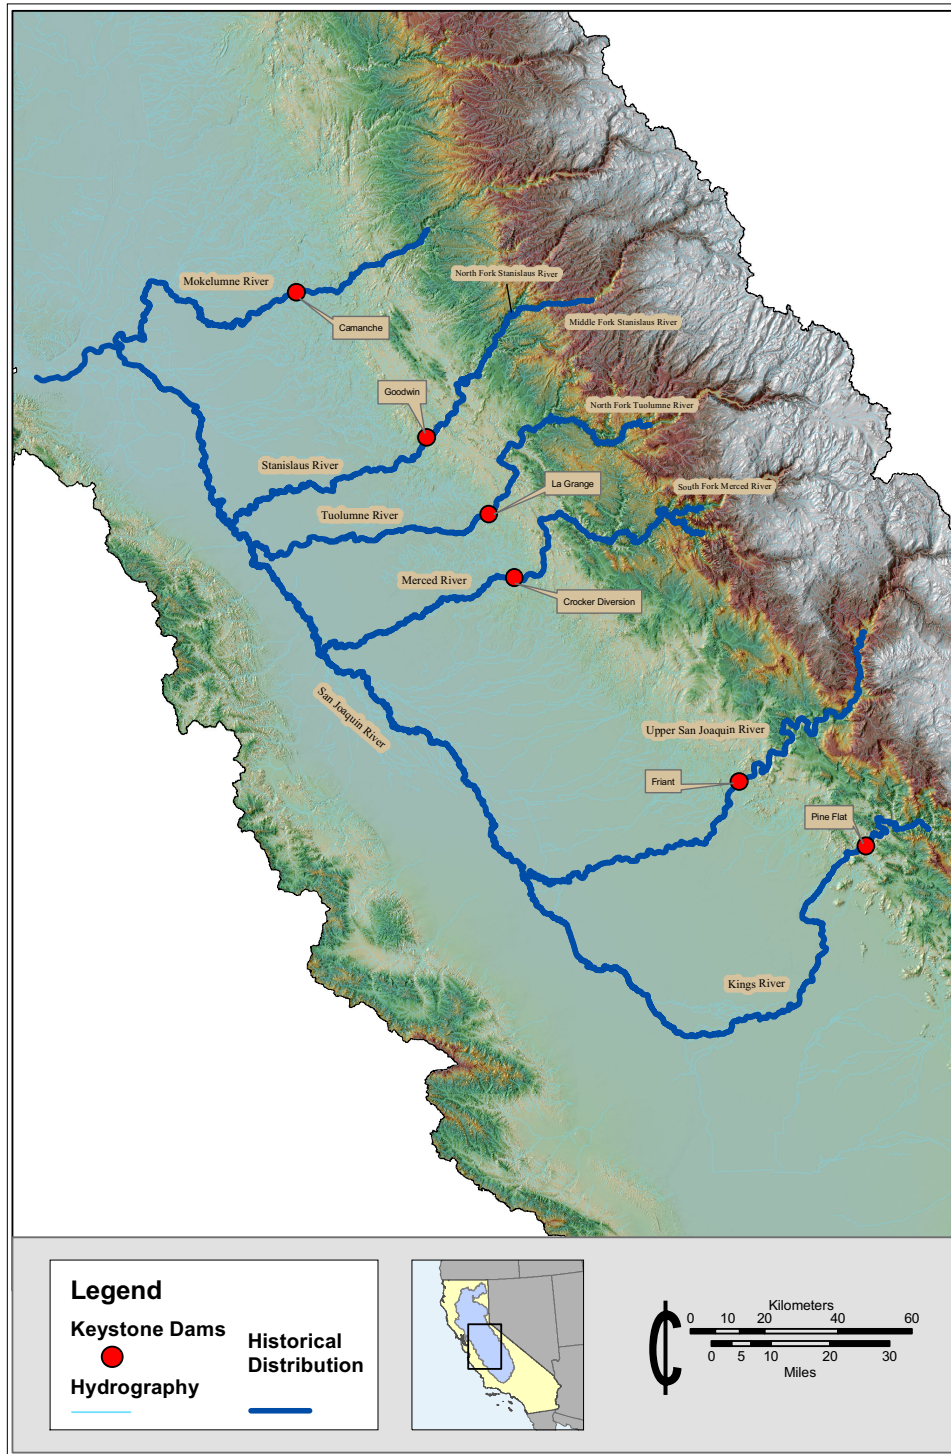 North Fork Stanislaus River
Mokelumne River
Middle Fork Stanislaus River
Camanche
Goodwin
North Fork Tuolumne River
Stanislaus River
La Grange
South Fork Merced River
Tuolumne River
Merced River
Crocker Diversion
San Joaquin River
Upper San Joaquin River
Friant
Pine Flat
Kings River
Legend
Keystone Dams
Historical
Distribution
Hydrography
Kilometers
0 10 20 40 60
0 5 10 20 30
Miles